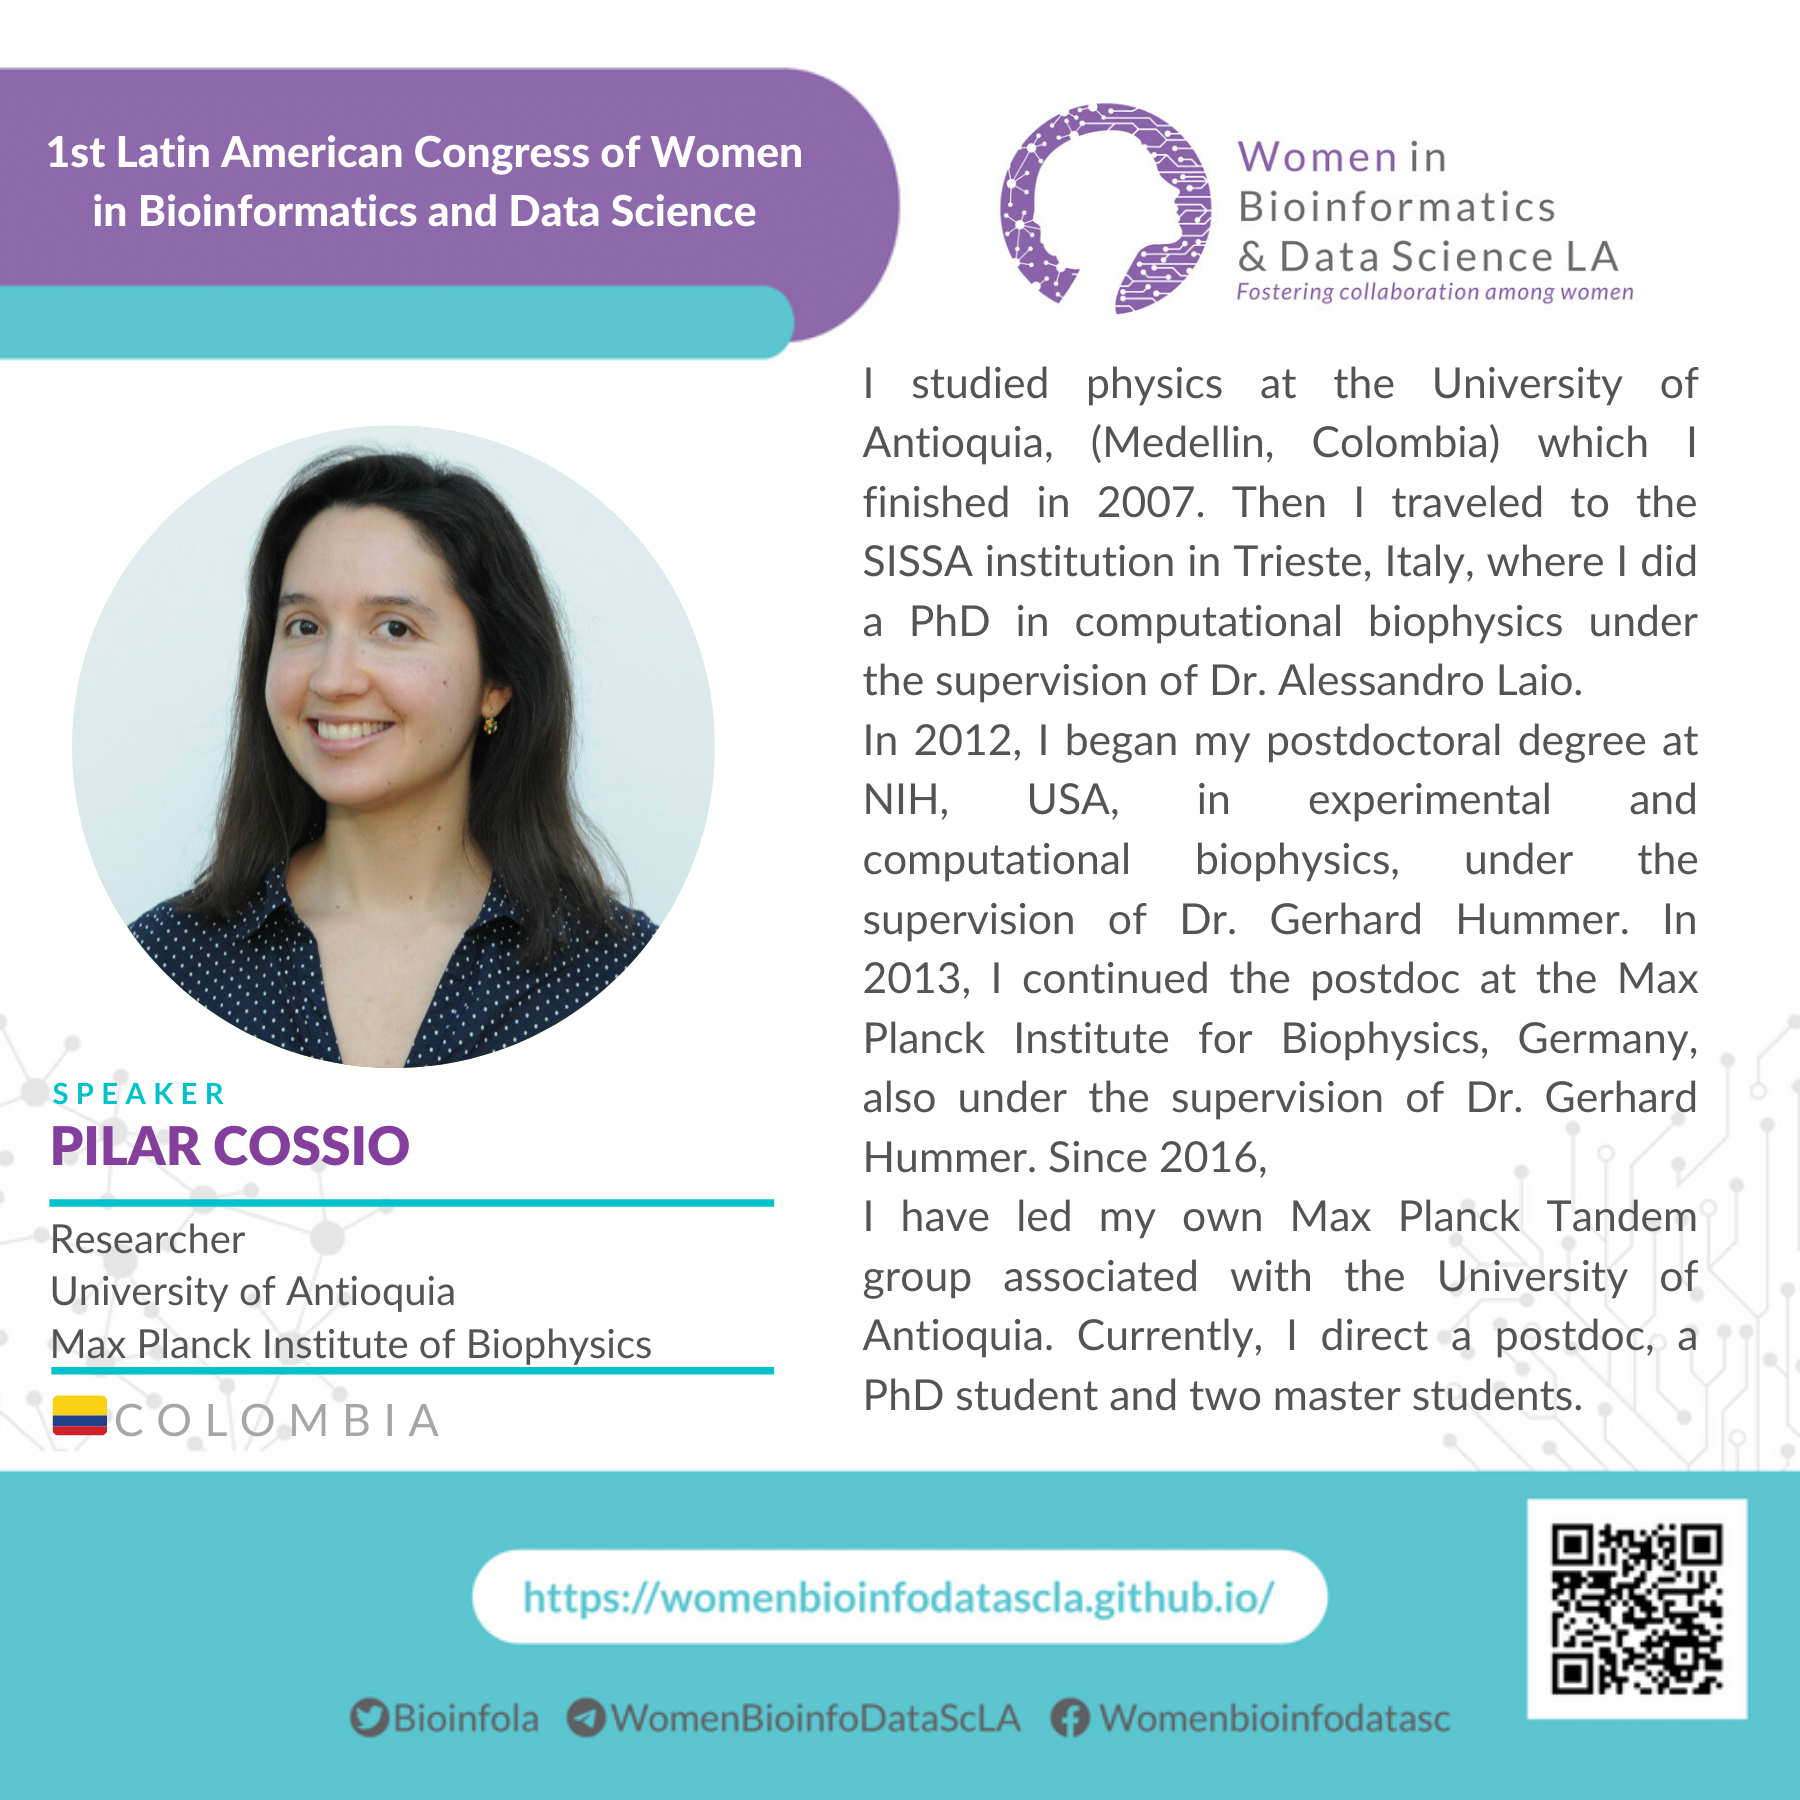 1st Latin American Congress of Women
in Bioinformatics and Data Science
Women in
Bioinformatics
& Data Science LA
Fostering collaboration among women
SPEAKER
PILAR COSSIO
Researcher
University of Antioquia
Max Planck Institute of Biophysics
COLOMBIA
I studied physics at the University of
Antioquia, (Medellin, Colombia) which I
finished in 2007. Then I traveled to the
SISSA institution in Trieste, Italy, where I did
a PhD in computational biophysics under
the supervision of Dr. Alessandro Laio.
In 2012, I began my postdoctoral degree at
NIH, USA, in experimental and
computational biophysics, under the
supervision of Dr. Gerhard Hummer. In
2013, I continued the postdoc at the Max
Planck Institute for Biophysics, Germany,
also under the supervision of Dr. Gerhard
Hummer. Since 2016,
I have led my own Max Planck Tandem
group associated with the University of
Antioquia. Currently, I direct a postdoc, a
PhD student and two master students.
https://womenbioinfodatascla.github.io/
Bioinfola WomenBioinfoDataScLA Womenbioinfodatasc